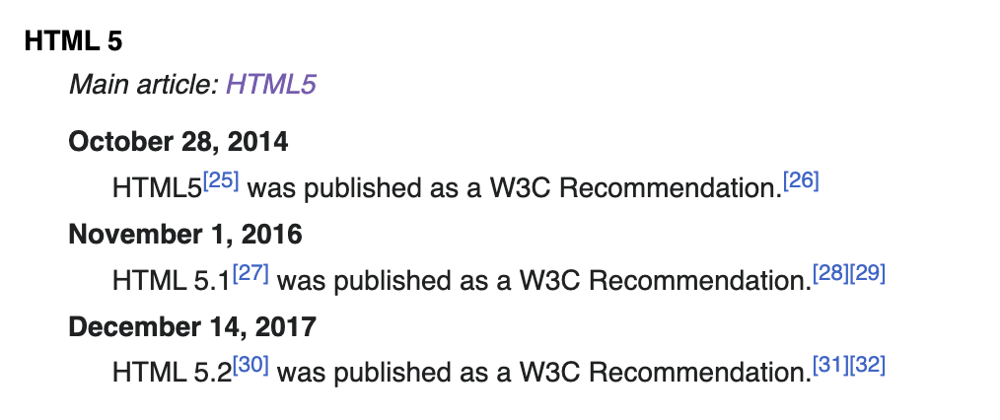 HTML 5
Main article: HTML5
October 28, 2014
HTML5[25] was published as a W3C Recommendation.[26]
November 1, 2016
HTML 5.1[27] was published as a W3C Recommendation.[28][29]
December 14, 2017
HTML 5.2[30] was published as a W3C Recommendation.[31][32]